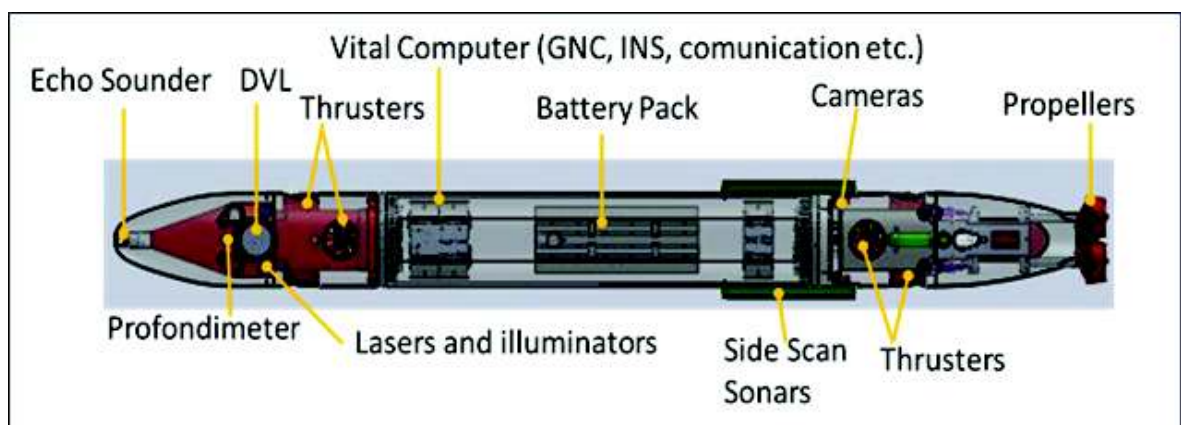 Vital Computer (GNC, INS, comunication etc.)
Echo Sounder
DVL
Thrusters
Battery Pack
Cameras
Propellers
Profondimeter
Lasers and illuminators
Side Scan
Sonars
Thrusters